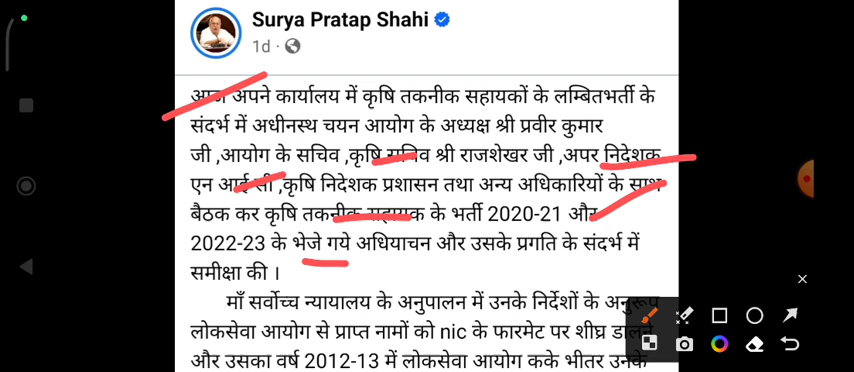 Surya Pratap Shahi
1d
आज अपने कार्यालय में कृषि तकनीक सहायकों के लम्बितभर्ती के
संदर्भ में अधीनस्थ चयन आयोग के अध्यक्ष श्री प्रवीर कुमार
जी ,आयोग के सचिव ,कृषि सचिव श्री राजशेखर जी ,अपर निदेशक
एन आई सी ,कृषि निदेशक प्रशासन तथा अन्य अधिकारियों के साथ
बैठक कर कृषि तकनीक सहायक के भर्ती 2020-21 और
2022-23 के भेजे गये अधियाचन और उसके प्रगति के संदर्भ में
समीक्षा की ।
माँ सर्वोच्च न्यायालय के अनुपालन में उनके निर्देशों के अनुरूप
लोकसेवा आयोग से प्राप्त नामों को nic के फारमेट पर शीघ्र डालने
और उसका वर्ष 2012-13 में लोकसेवा आयोग कके भीतर उनके